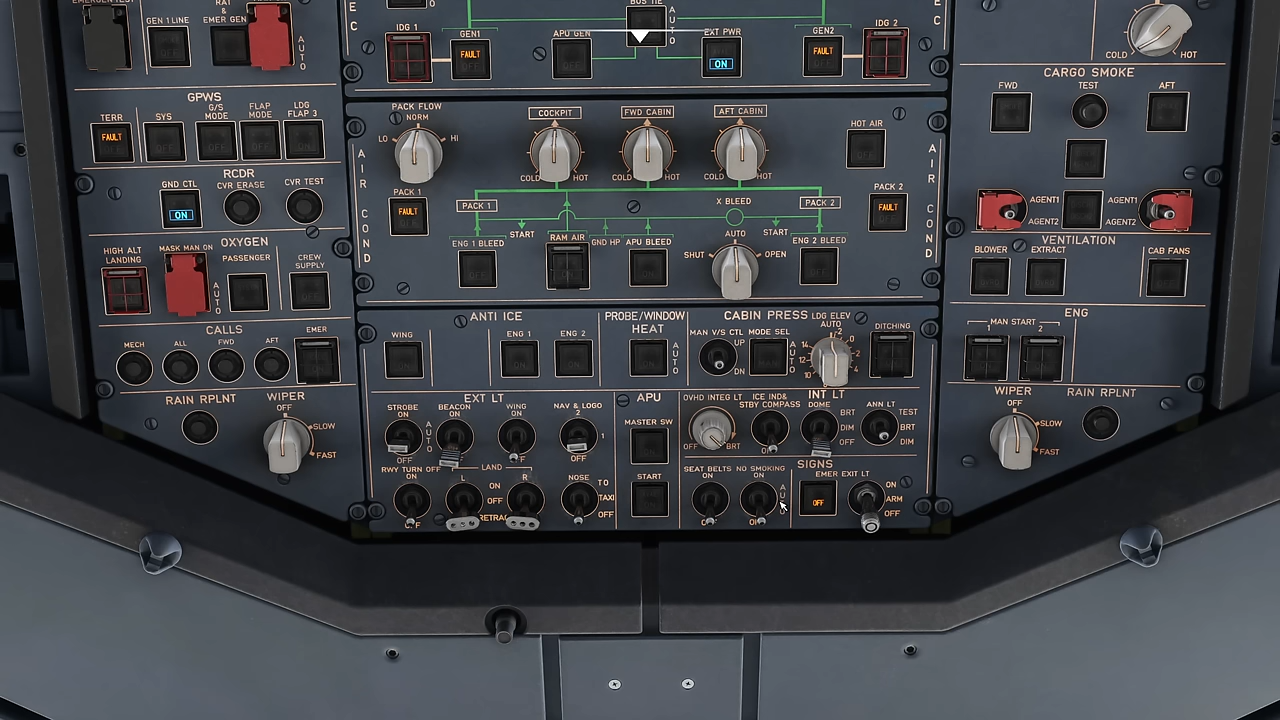 EMERGENCY TEST
GEN 1 LINE
RAT
&
EMER GEN
AUTO
EC
IDG 1
GEN1
FAULT
APU GEN
BUS TIE
AUTO
EXT PWR
ON
GEN2
FAULT
IDG 2
EC
COLD
HOT
GPWS
TERR
FAULT
SYS
G/S
MODE
FLAP
MODE
LDG
FLAP 3
RCDR
GND CTL
ON
CVR ERASE
CVR TEST
OXYGEN
HIGH ALT
LANDING
MASK MAN ON
AUTO
PASSENGER
CREW
SUPPLY
CALLS
MECH
ALL
FWD
AFT
EMER
RAIN RPLNT
WIPER
OFF
SLOW
FAST
AIR COND
PACK FLOW
NORM
LO
HI
COCKPIT
COLD
HOT
FWD CABIN
AFT CABIN
COLD
HOT
HOT AIR
AIR COND
PACK 1
FAULT
PACK 1
X BLEED
PACK 2
PACK 2
FAULT
START
START
ENG 1 BLEED
RAM AIR
GND HP
APU BLEED
AUTO
SHUT
OPEN
ENG 2 BLEED
ANTI ICE
WING
ENG 1
ENG 2
PROBE/WINDOW
HEAT
AUTO
CABIN PRESS
MAN V/S CTL
UP
DN
MODE SEL
AUTO
LDG ELEV
AUTO
DITCHING
EXT LT
STROBE
ON
AUTO
OFF
BEACON
ON
WING
ON
NAV & LOGO
2
1
OFF
RWY TURN OFF
ON
LAND
L
ON
OFF
RETRACT
R
NOSE
TO
TAXI
OFF
APU
MASTER SW
START
INT LT
OVHD INTEG LT
OFF
BRT
ICE IND&
STBY COMPASS
DOME
BRT
DIM
OFF
ANN LT
TEST
BRT
DIM
SIGNS
SEAT BELTS
ON
NO SMOKING
ON
AUTO
OFF
EMER EXIT LT
ON
ARM
OFF
CARGO SMOKE
FWD
TEST
AFT
AGENT1
AGENT2
AGENT1
AGENT2
VENTILATION
BLOWER
EXTRACT
CAB FANS
ENG
MAN START
1
2
WIPER
OFF
SLOW
FAST
RAIN RPLNT